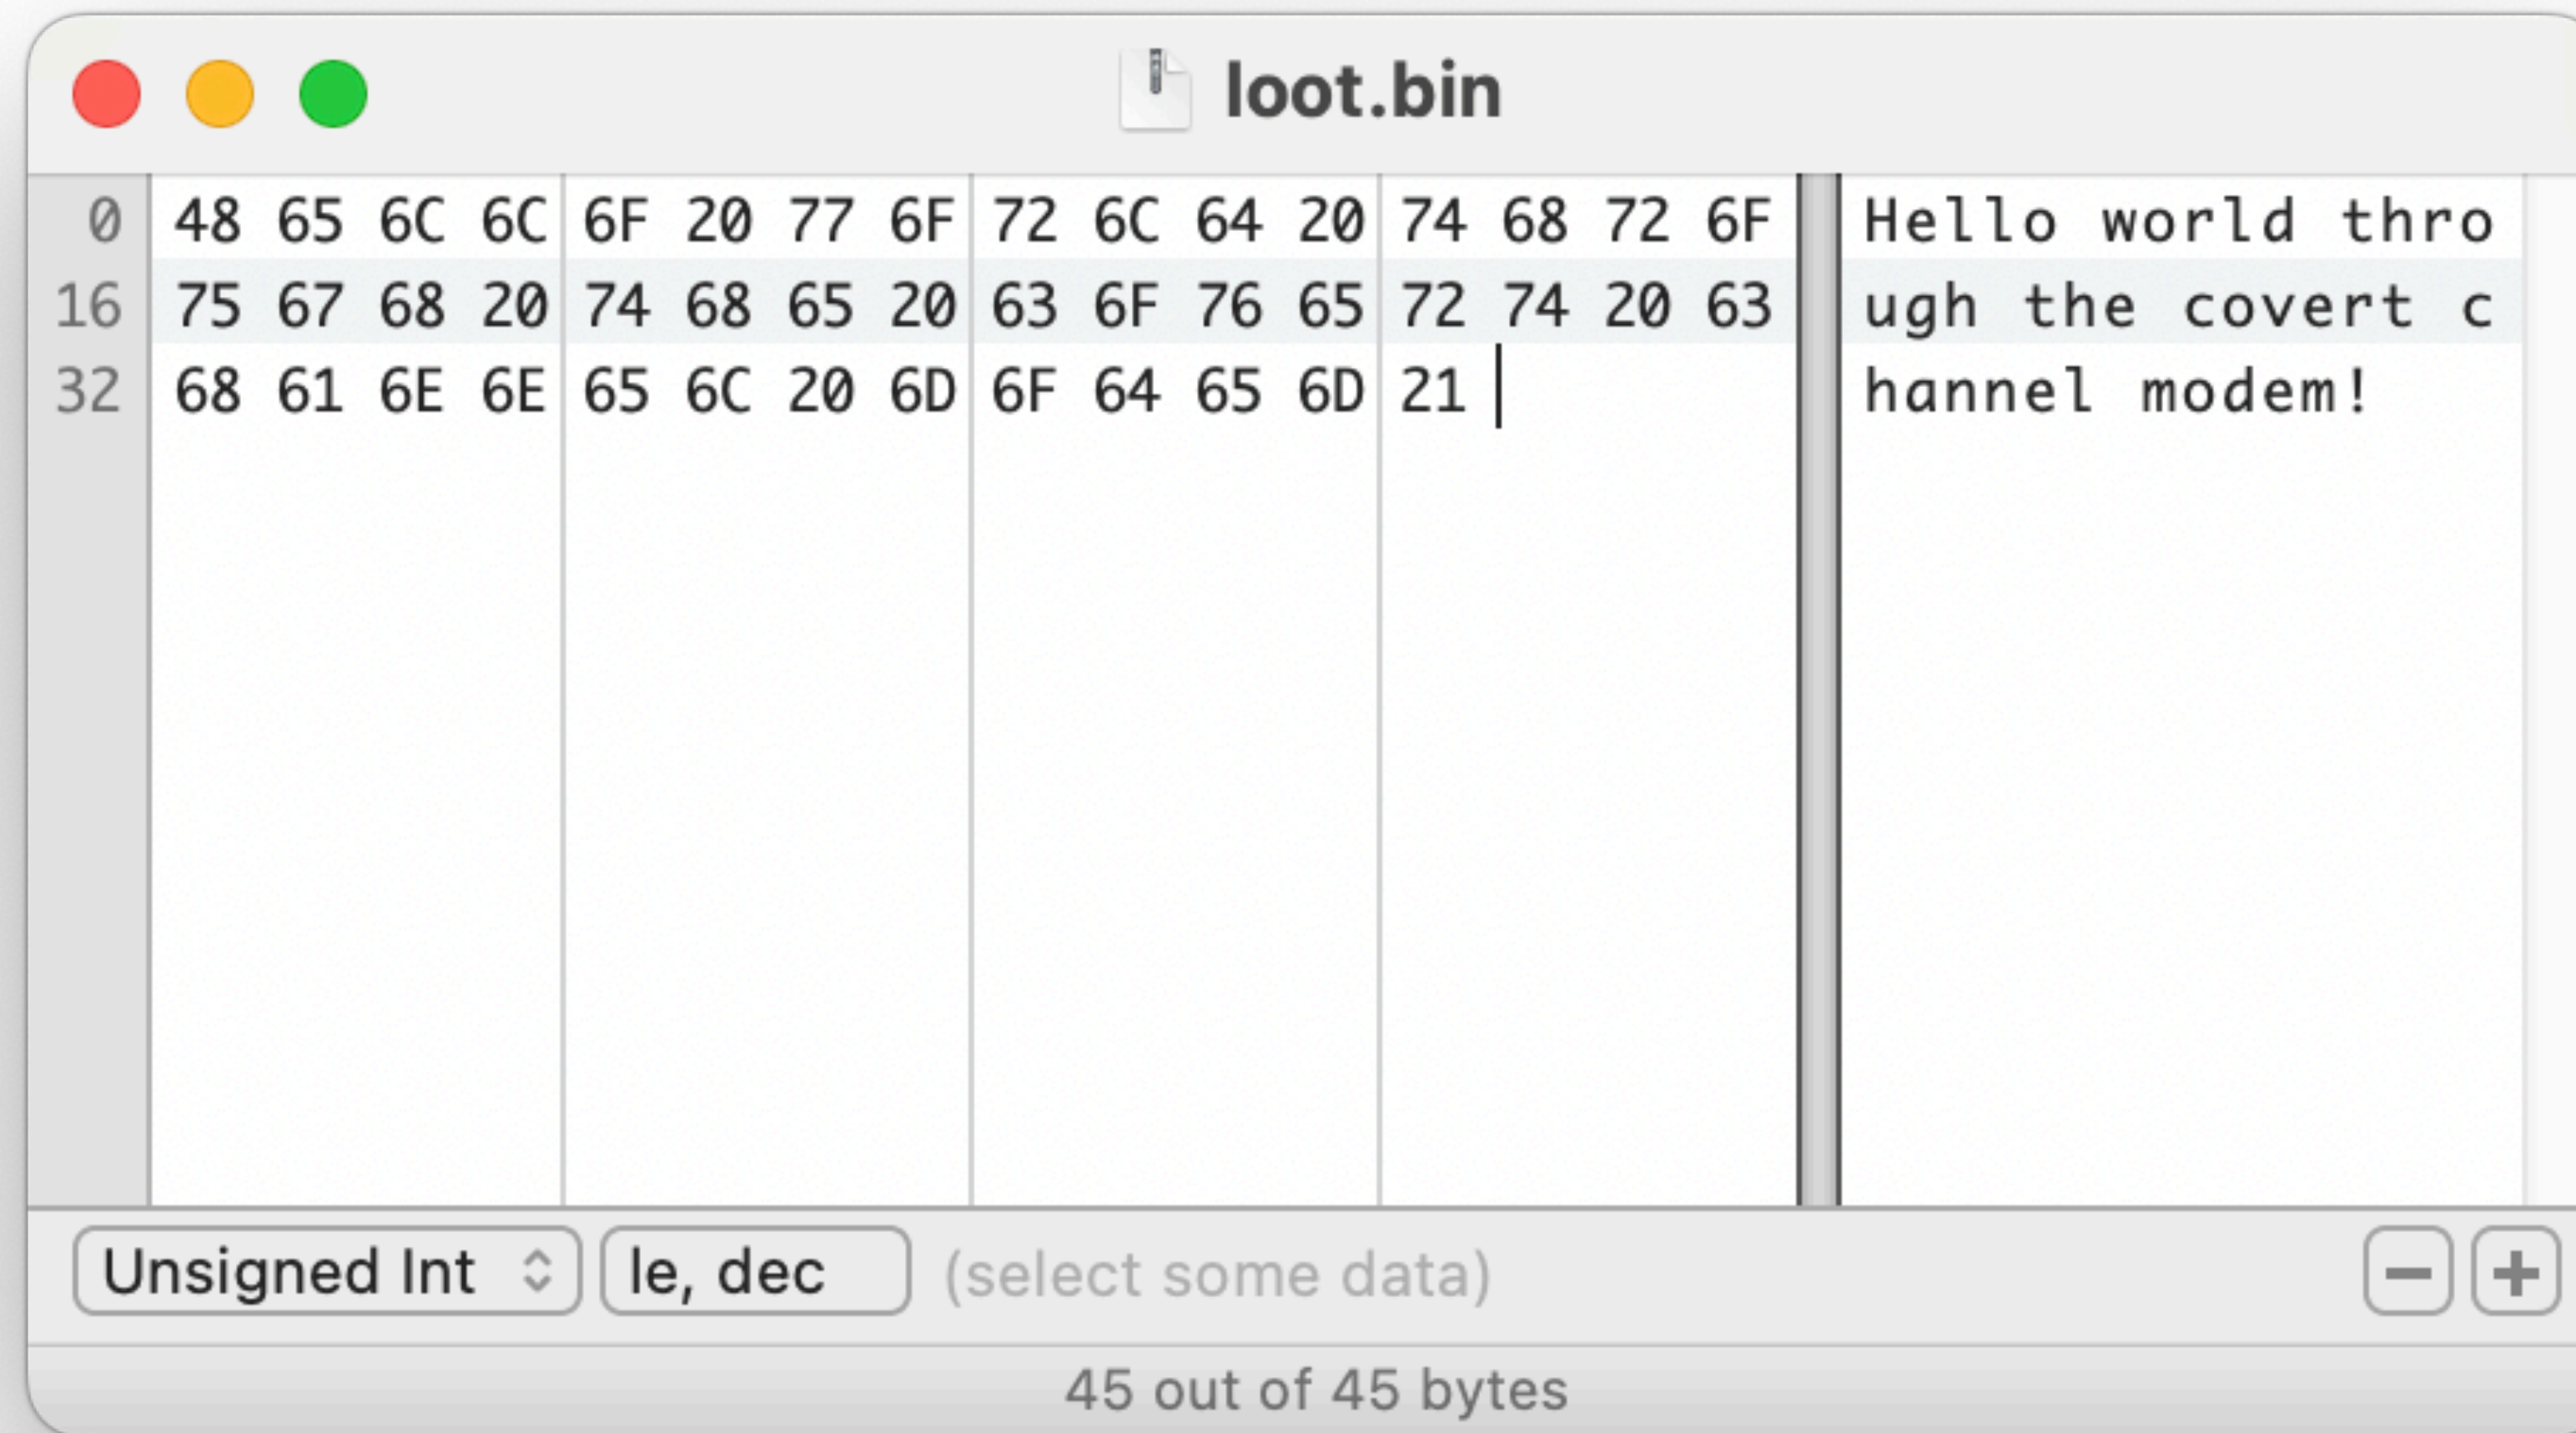 loot.bin
0 48 65 6C 6C 6F 20 77 6F 72 6C 64 20 74 68 72 6F Hello world thro
16 75 67 68 20 74 68 65 20 63 6F 76 65 72 74 20 63 ugh the covert c
32 68 61 6E 6E 65 6C 20 6D 6F 64 65 6D 21 hannel modem!
Unsigned Int le, dec (select some data)
45 out of 45 bytes